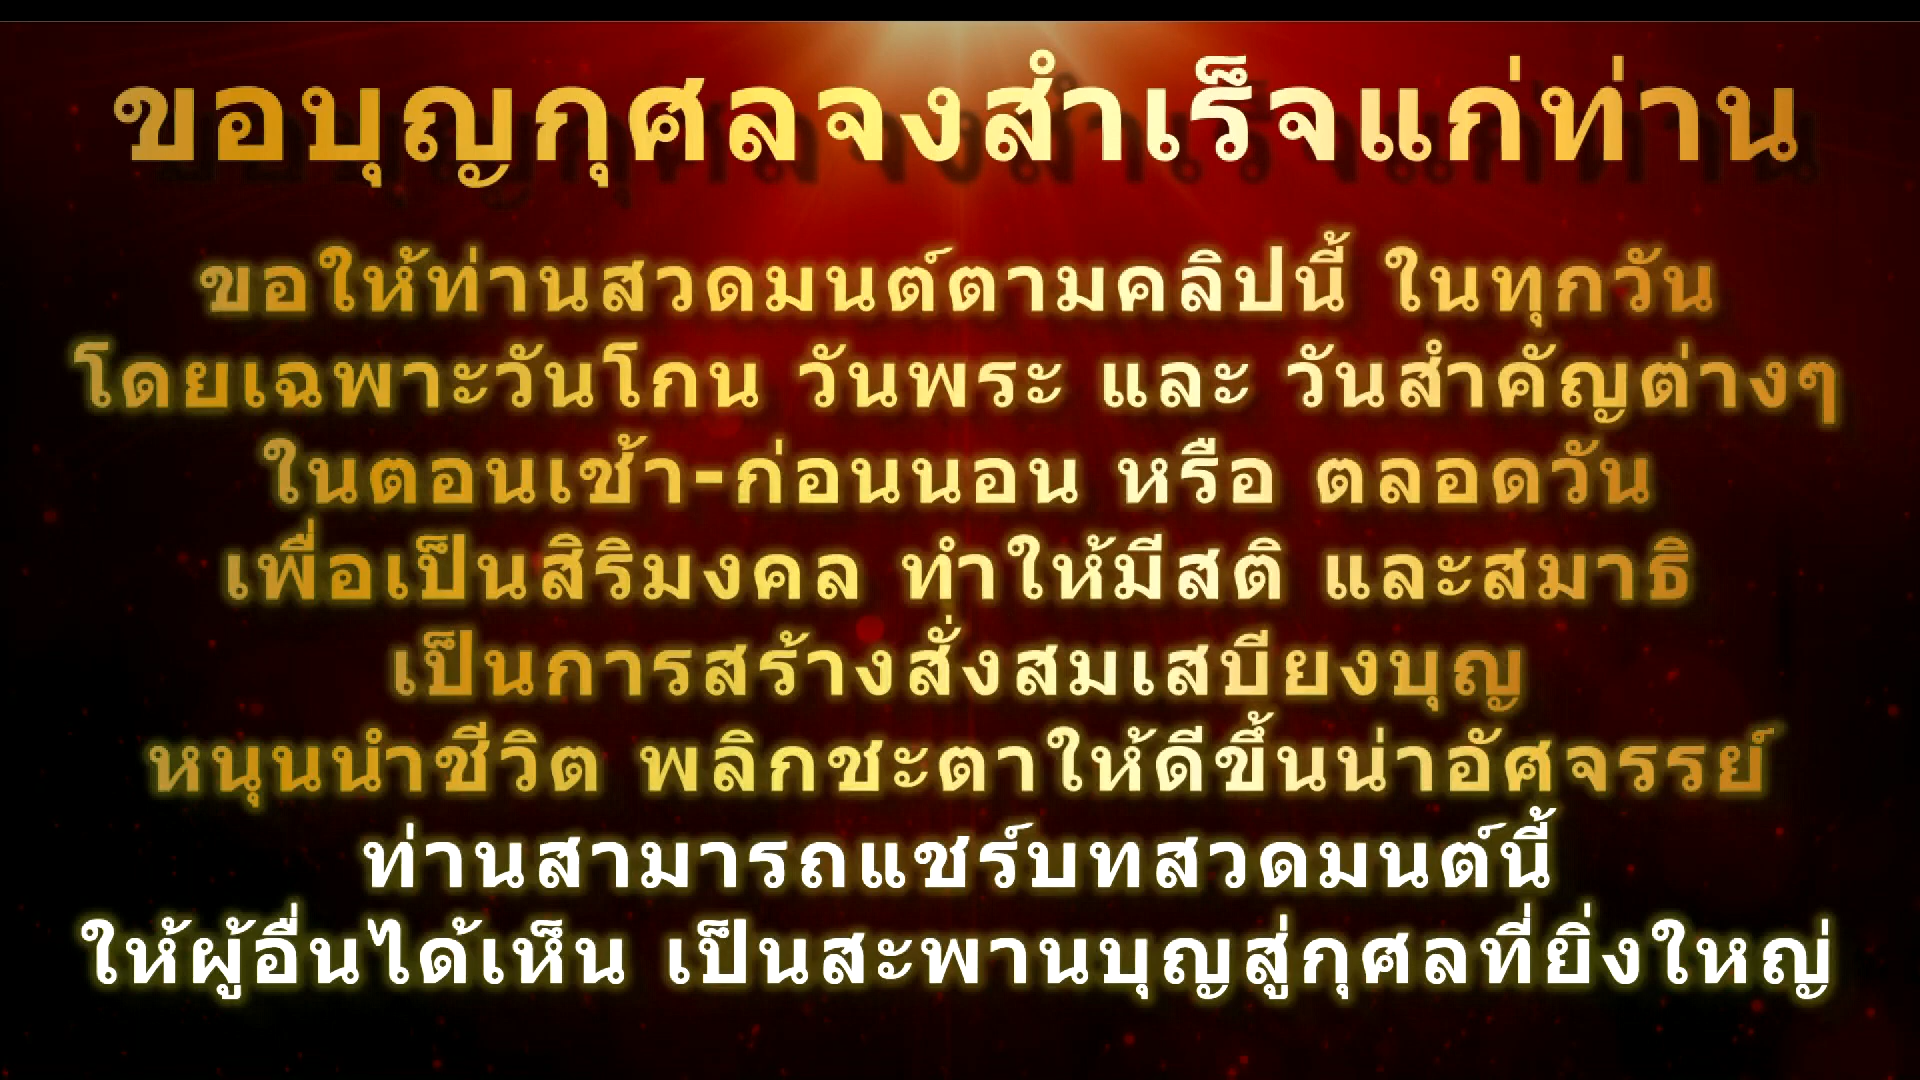 ขอบุญกุศลจงสำเร็จแก่ท่าน
ขอให้ท่านสวดมนต์ตามคลิปนี้ ในทุกวัน
โดยเฉพาะวันโกน วันพระ และ วันสำคัญต่างๆ
ในตอนเช้า-ก่อนนอน หรือ ตลอดวัน
เพื่อเป็นสิริมงคล ทำให้มีสติ และสมาธิ
เป็นการสร้างสั่งสมเสบียงบุญ
หนุนนำชีวิต พลิกชะตาให้ดีขึ้นน่าอัศจรรย์
ท่านสามารถแชร์บทสวดมนต์นี้
ให้ผู้อื่นได้เห็น เป็นสะพานบุญสู่กุศลที่ยิ่งใหญ่